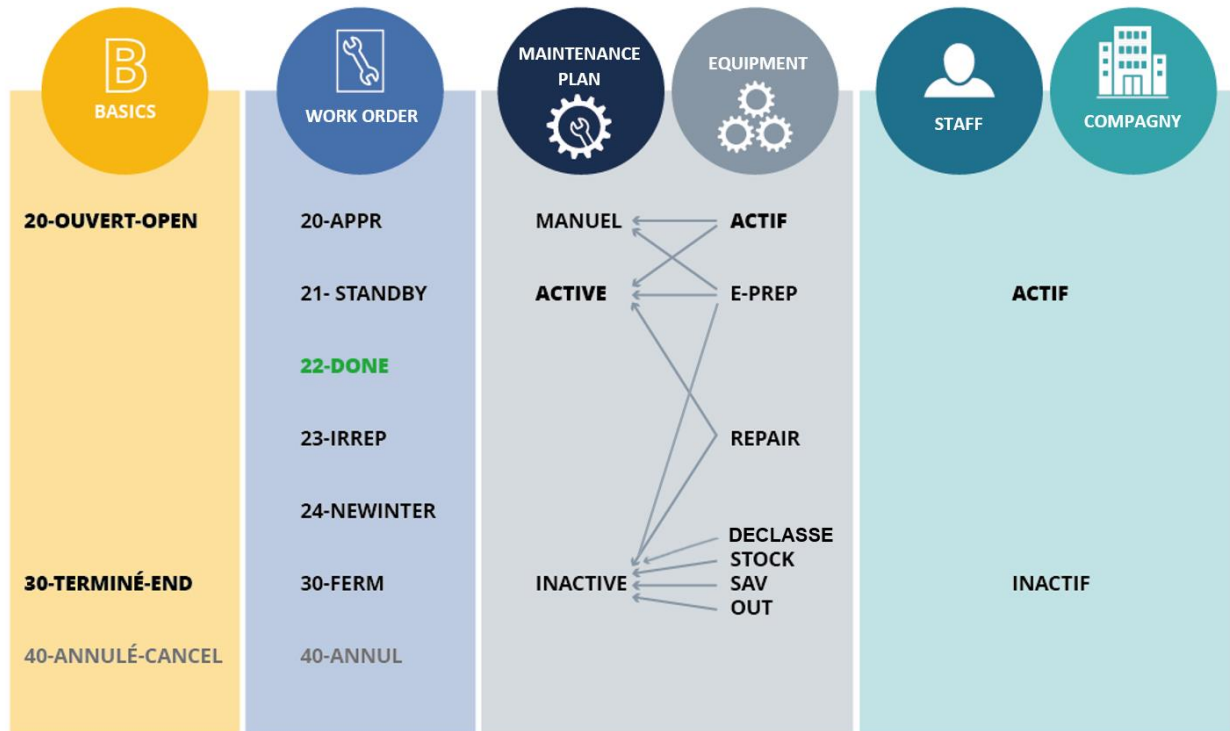 B
BASICS
WORK ORDER
MAINTENANCE
PLAN
EQUIPMENT
STAFF
COMPAGNY
20-OUVERT-OPEN
20-APPR
MANUEL
ACTIF
21- STANDBY
ACTIVE
E-PREP
ACTIF
22-DONE
23-IRREP
REPAIR
24-NEWINTER
DECLASSE
STOCK
30-TERMINÉ-END
30-FERM
INACTIVE
SAV
INACTIF
OUT
40-ANNULÉ-CANCEL
40-ANNUL